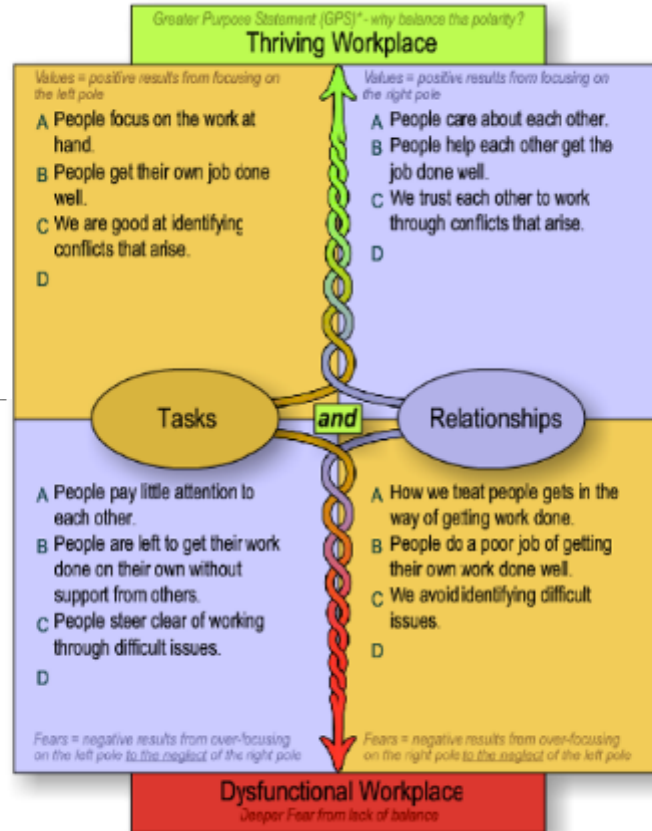 Greater Purpose Statement (GPS)* - why balance this polarity?
Thriving Workplace
Values = positive results from focusing on
the left pole
A People focus on the work at
hand.
B People get their own job done
well.
C We are good at identifying
conflicts that arise.
D
Values = positive results from focusing on
the right pole
A People care about each other.
B People help each other get the
job done well.
C We trust each other to work
through conflicts that arise.
D
Tasks
and
Relationships
A People pay little attention to
each other.
B People are left to get their work
done on their own without
support from others.
C People steer clear of working
through difficult issues.
D
Fears = negative results from over-focusing
on the left pole to the neglect of the right pole
A How we treat people gets in the
way of getting work done.
B People do a poor job of getting
their own work done well.
C We avoid identifying difficult
issues.
D
Fears = negative results from over-focusing
on the right pole to the neglect of the left pole
Dysfunctional Workplace
Deeper Fear from lack of balance